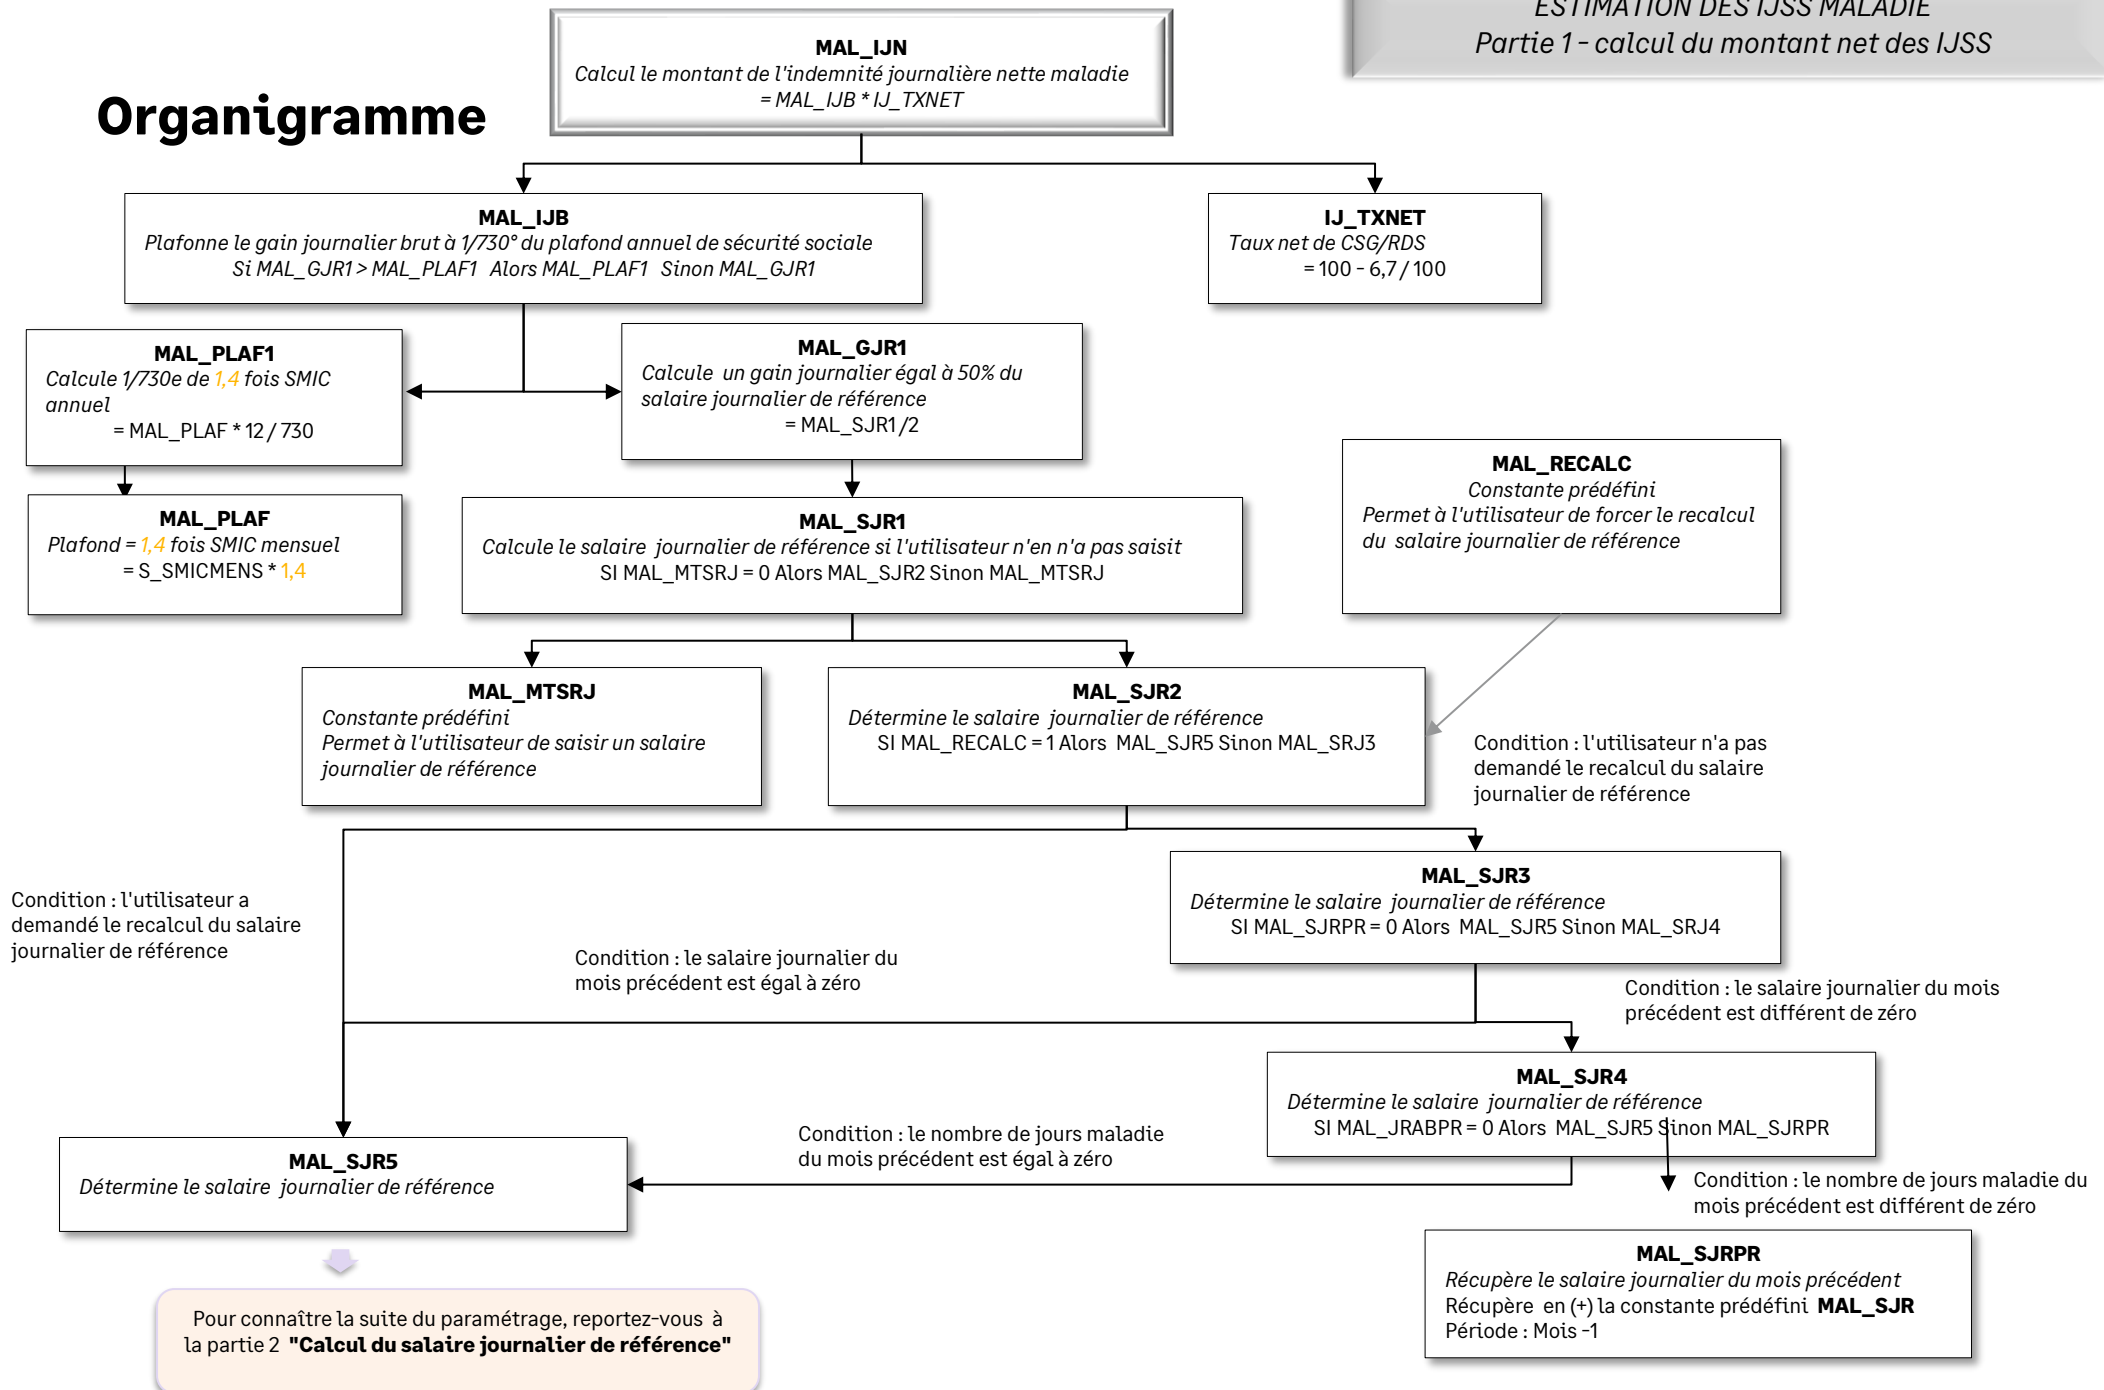 ESTIMATION DES IJSS MALADIE
Partie 1 - calcul du montant net des IJSS
Organigramme
MAL_IJN
Calcul le montant de l'indemnité journalière nette maladie
= MAL_IJB * IJ_TXNET
MAL_IJB
Plafonne le gain journalier brut à 1/730° du plafond annuel de sécurité sociale
Si MAL_GJR1 > MAL_PLAF1 Alors MAL_PLAF1 Sinon MAL_GJR1
IJ_TXNET
Taux net de CSG/RDS
= 100 - 6,7 / 100
MAL_PLAF1
Calcule 1/730e de 1,4 fois SMIC
annuel
= MAL_PLAF * 12 / 730
MAL_GJR1
Calcule un gain journalier égal à 50% du
salaire journalier de référence
= MAL_SJR1/2
MAL_RECALC
Constante prédéfini
Permet à l'utilisateur de forcer le recalcul
du salaire journalier de référence
MAL_PLAF
Plafond = 1,4 fois SMIC mensuel
= S_SMICMENS * 1,4
MAL_SJR1
Calcule le salaire journalier de référence si l'utilisateur n'en n'a pas saisit
SI MAL_MTSRJ = 0 Alors MAL_SJR2 Sinon MAL_MTSRJ
MAL_MTSRJ
Constante prédéfini
Permet à l'utilisateur de saisir un salaire
journalier de référence
MAL_SJR2
Détermine le salaire journalier de référence
SI MAL_RECALC = 1 Alors MAL_SJR5 Sinon MAL_SRJ3
Condition : l'utilisateur n'a pas
demandé le recalcul du salaire
journalier de référence
MAL_SJR3
Détermine le salaire journalier de référence
SI MAL_SJRPR = 0 Alors MAL_SJR5 Sinon MAL_SRJ4
Condition : l'utilisateur a
demandé le recalcul du salaire
journalier de référence
Condition : le salaire journalier du
mois précédent est égal à zéro
Condition : le salaire journalier du mois
précédent est différent de zéro
MAL_SJR4
Détermine le salaire journalier de référence
SI MAL_JRABPR = 0 Alors MAL_SJR5 Sinon MAL_SJRPR
Condition : le nombre de jours maladie
du mois précédent est égal à zéro
MAL_SJR5
Détermine le salaire journalier de référence
Condition : le nombre de jours maladie du
mois précédent est différent de zéro
MAL_SJRPR
Récupère le salaire journalier du mois précédent
Récupère en (+) la constante prédéfini MAL_SJR
Période : Mois -1
Pour connaître la suite du paramétrage, reportez-vous à
la partie 2 "Calcul du salaire journalier de référence"